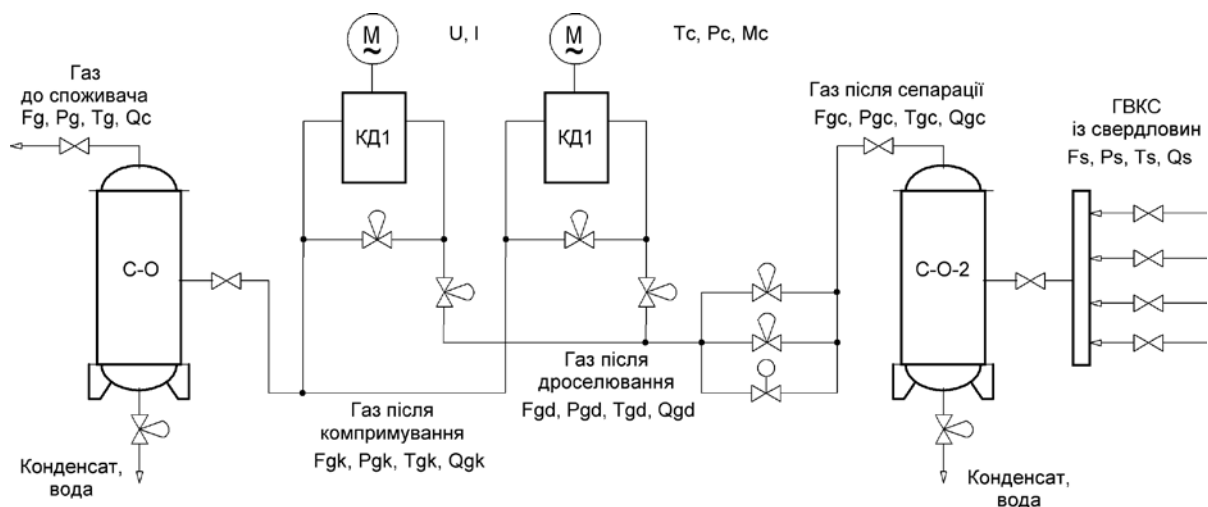 M
~
U, I
M
~
Tc, Pc, Mc
Газ
до споживача
Fg, Pg, Tg, Qc
КД1
КД1
Газ після сепарації
Fgc, Pgc, Tgc, Qgc
ГВКС
із свердловин
Fs, Ps, Ts, Qs
С-О
С-О-2
Газ після
дроселювання
Fgd, Pgd, Tgd, Qgd
Газ після
компримування
Fgk, Pgk, Tgk, Qgk
Конденсат,
вода
Конденсат,
вода